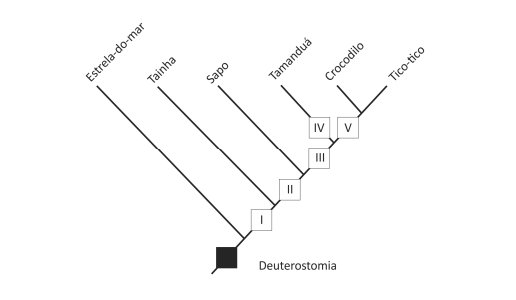 Estrela-do-mar
Tainha
Sapo
Tamanduá
Crocodilo
Tico-tico
IV
V
III
II
I
Deuterostomia